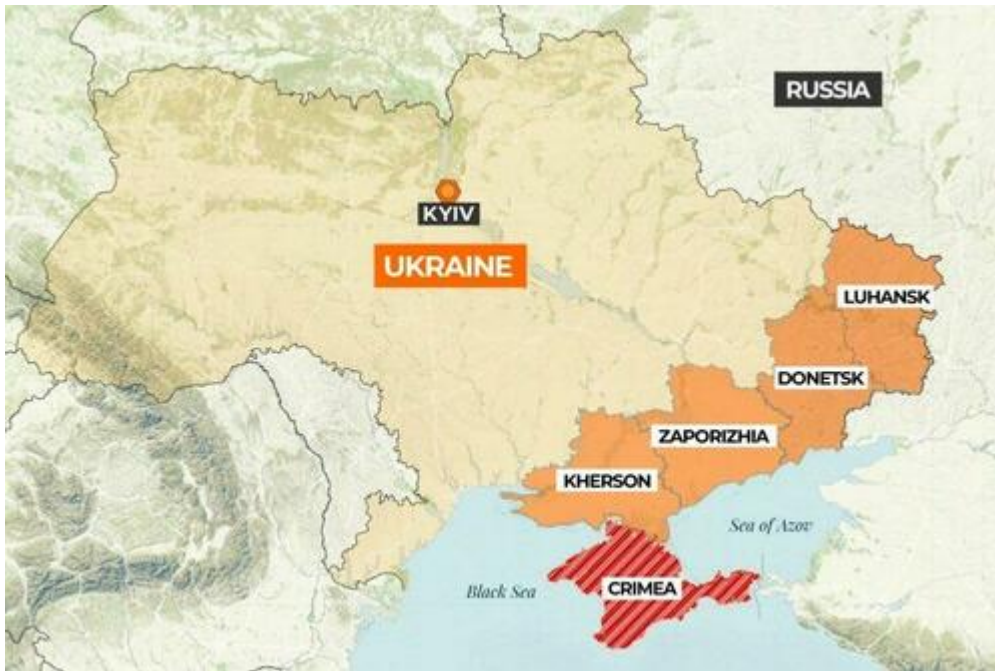 RUSSIA
KYIV
UKRAINE
LUHANSK
DONETSK
ZAPORIZHIA
KHERSON
Sea of Azov
Black Sea
CRIMEA